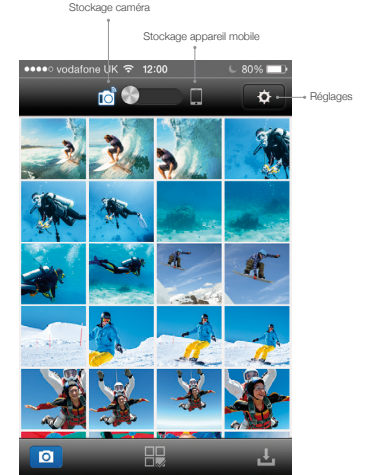 Stockage caméra
Stockage appareil mobile
vodafone UK 12:00 80%
Réglages